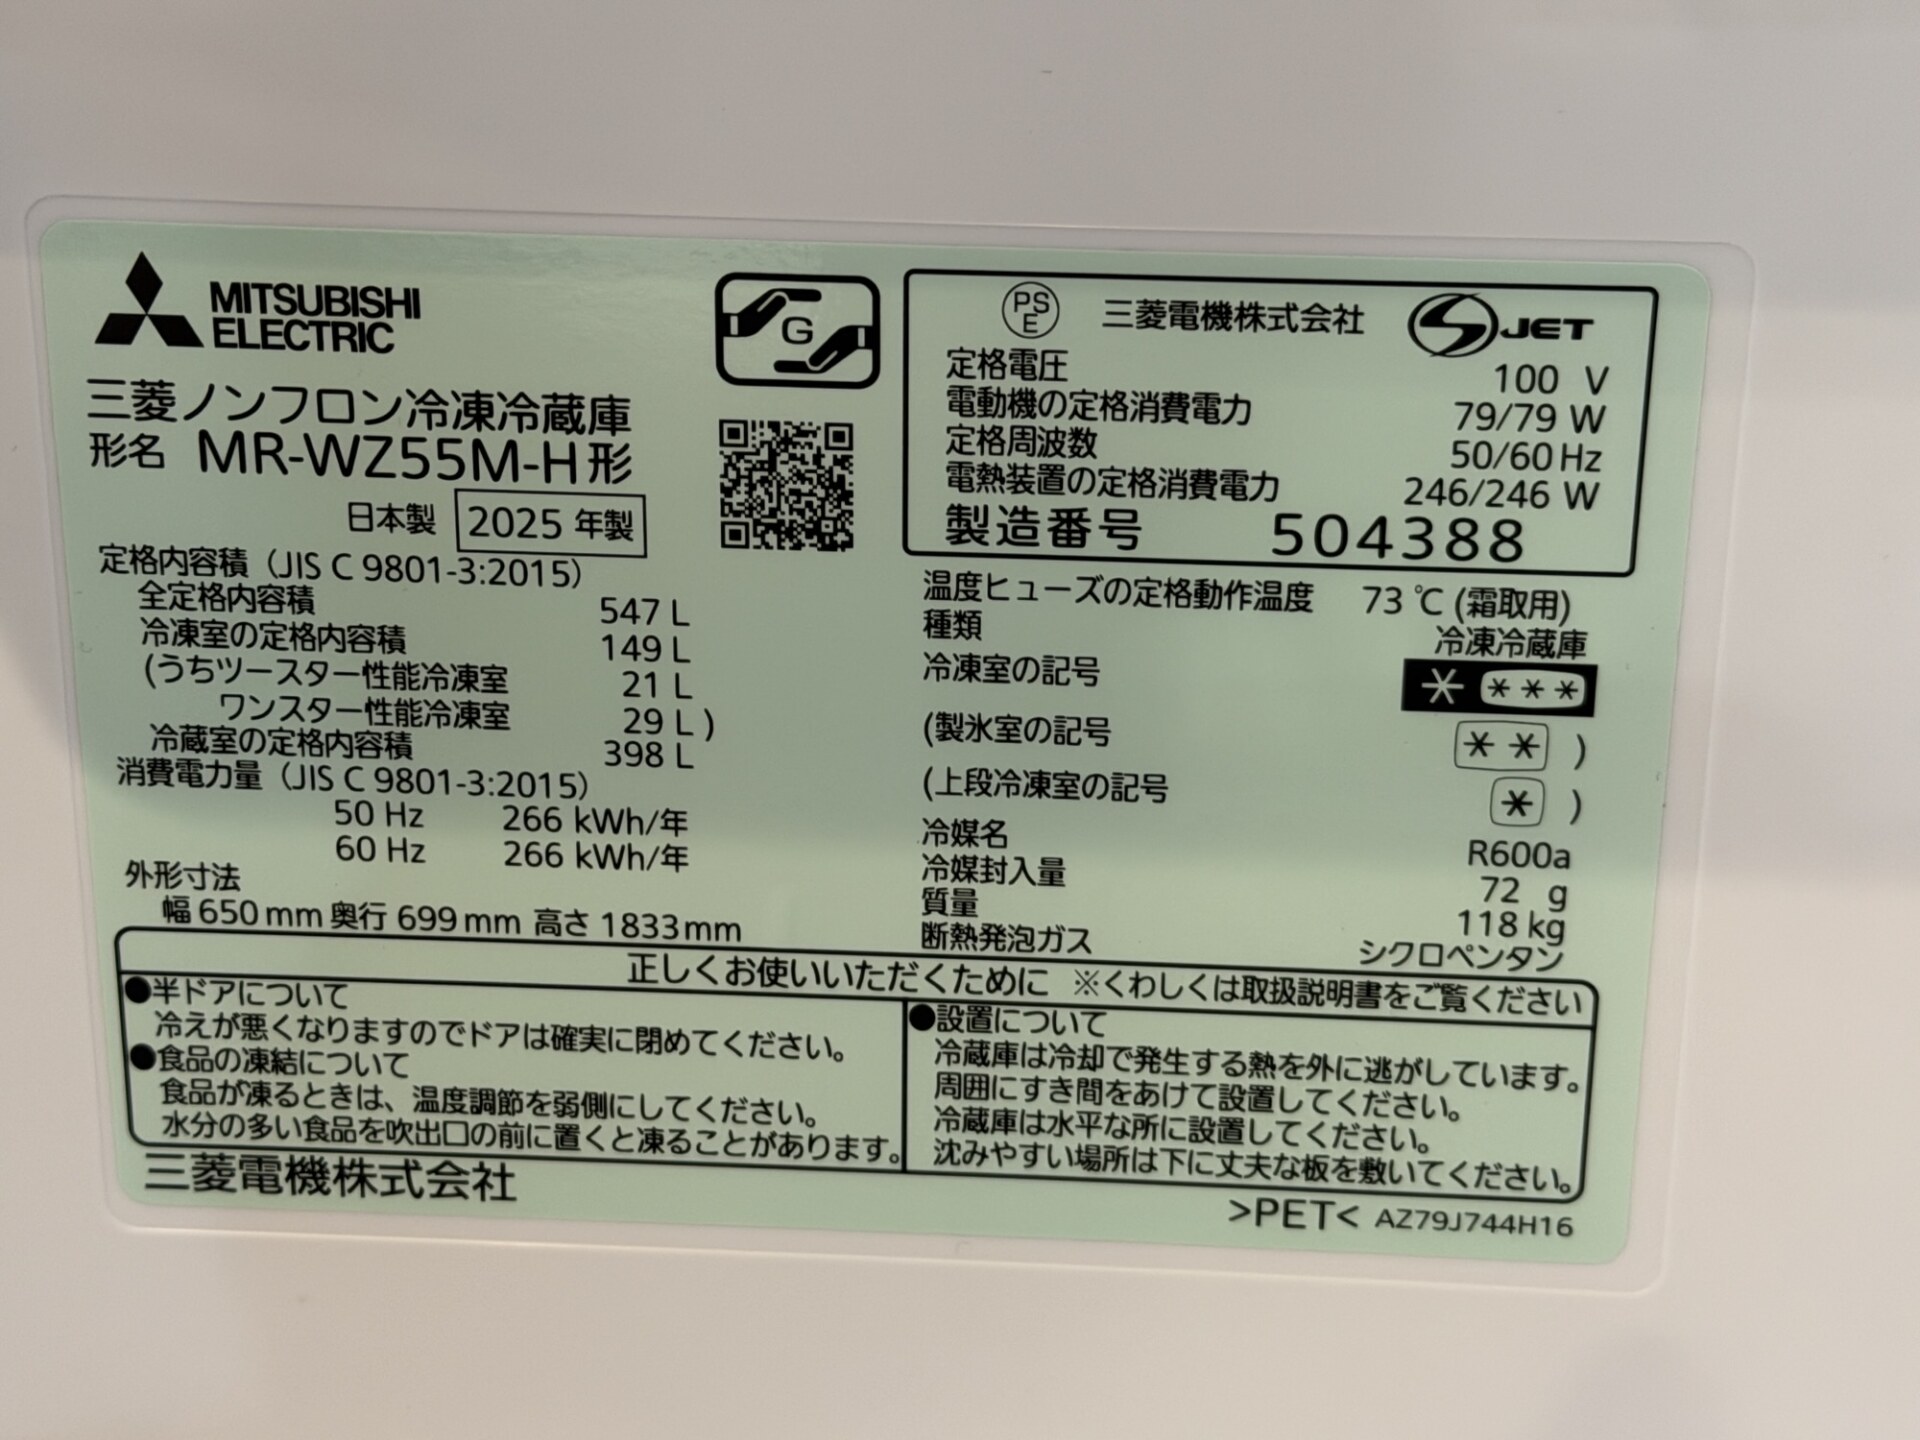 MITSUBISHI
ELECTRIC
三菱ノンフロン冷凍冷蔵庫
形名 MR-WZ55M-H形
日本製 2025年製
定格内容積（JIS C 9801-3:2015）
全定格内容積 547 L
冷凍室の定格内容積 149 L
(うちツースター性能冷凍室 21 L
ワンスター性能冷凍室 29 L )
冷蔵室の定格内容積 398 L
消費電力量（JIS C 9801-3:2015）
50 Hz 266 kWh/年
60 Hz 266 kWh/年
外形寸法
幅 650 mm 奥行 699 mm 高さ 1833 mm
G
PS
E
三菱電機株式会社
S JET
定格電圧 100 V
電動機の定格消費電力 79/79 W
定格周波数 50/60 Hz
電熱装置の定格消費電力 246/246 W
製造番号 504388
温度ヒューズの定格動作温度 73 ℃ (霜取用)
種類 冷凍冷蔵庫
冷凍室の記号 * ***
(製氷室の記号 ** )
(上段冷凍室の記号 * )
冷媒名 R600a
冷媒封入量 72 g
質量 118 kg
断熱発泡ガス シクロペンタン
正しくお使いいただくために ※くわしくは取扱説明書をご覧ください
●半ドアについて
冷えが悪くなりますのでドアは確実に閉めてください。
●食品の凍結について
食品が凍るときは、温度調節を弱側にしてください。
水分の多い食品を吹出口の前に置くと凍ることがあります。
●設置について
冷蔵庫は冷却で発生する熱を外に逃がしています。
周囲にすき間をあけて設置してください。
冷蔵庫は水平な所に設置してください。
沈みやすい場所は下に丈夫な板を敷いてください。
三菱電機株式会社
>PET< AZ79J744H16